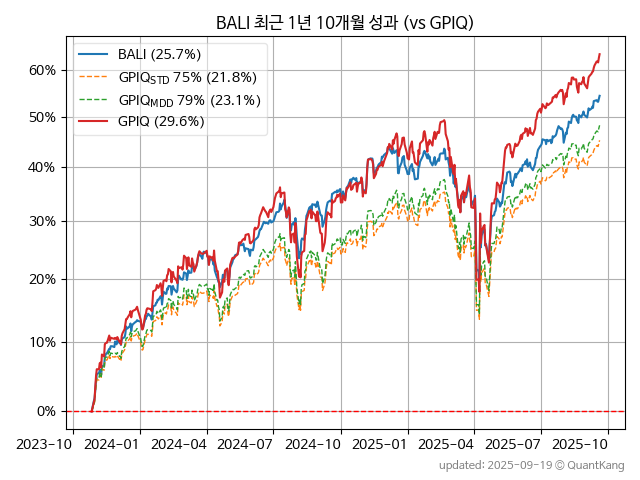 BALI 최근 1년 10개월 성과 (vs GPIQ)
BALI (25.7%)
GPIQSTD 75% (21.8%)
GPIQMDD 79% (23.1%)
GPIQ (29.6%)
60%
50%
40%
30%
20%
10%
0%
2023-10 2024-01 2024-04 2024-07 2024-10 2025-01 2025-04 2025-07 2025-10
updated: 2025-09-19 © QuantKang